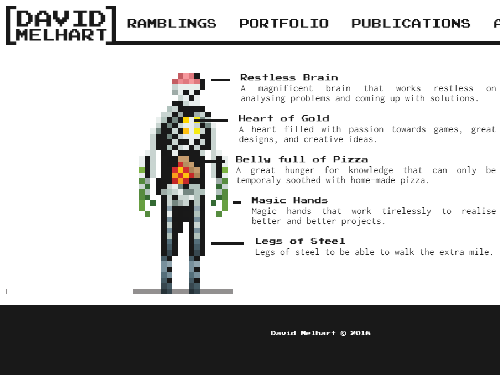 DAVID
MELHART
RAMBLINGS PORTFOLIO PUBLICATIONS A
Restless Brain
A magnificent brain that works restless on
analysing problems and coming up with solutions.
Heart of Gold
A heart filled with passion towards games, great
designs, and creative ideas.
Belly full of Pizza
A great hunger for knowledge that can only be
temporaly soothed with home made pizza.
Magic Hands
Magic hands that work tirelessly to realise
better and better projects.
Legs of Steel
Legs of steel to be able to walk the extra mile.
David Melhart © 2016